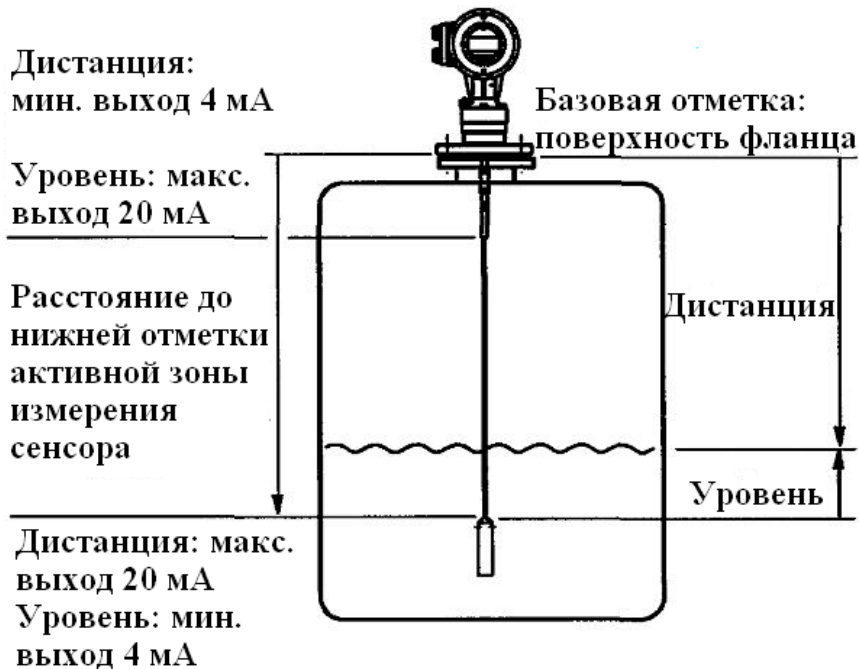 Дистанция:
мин. выход 4 мА
Базовая отметка:
поверхность фланца
Уровень: макс.
выход 20 мА
Расстояние до
нижней отметки
активной зоны
измерения
сенсора
Дистанция
Уровень
Дистанция: макс.
выход 20 мА
Уровень: мин.
выход 4 мА